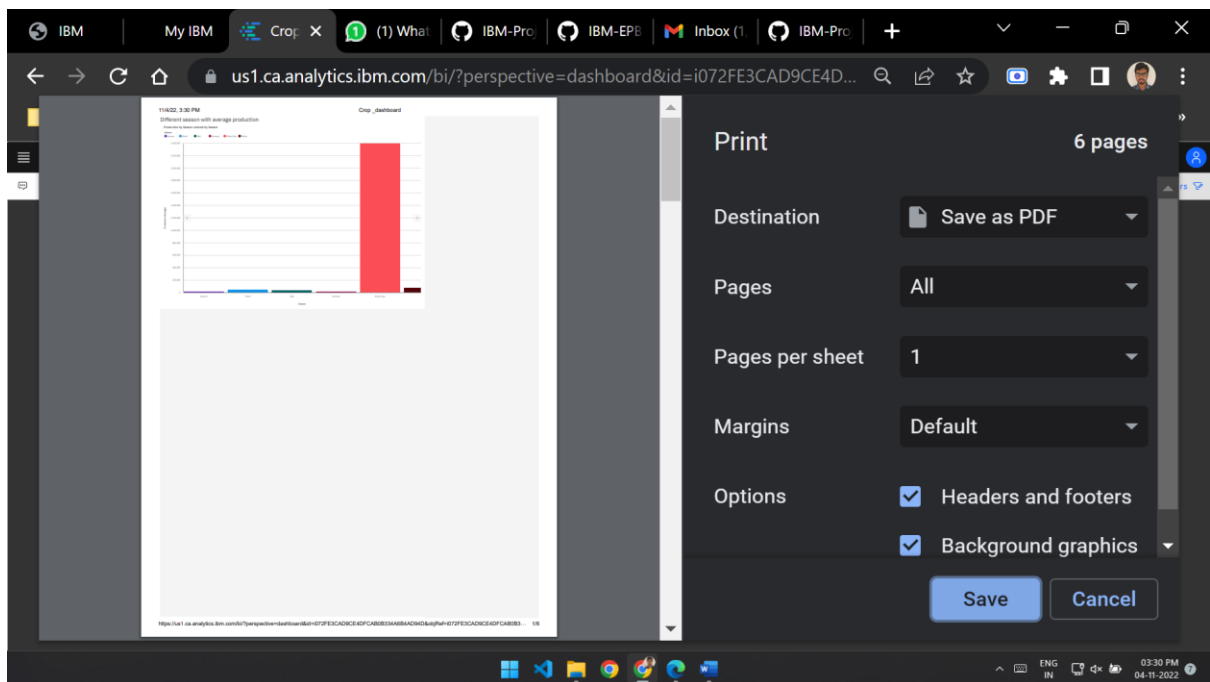 IBM
My IBM
Crop
(1) What
IBM-Proj
IBM-EPB
Inbox (1,
IBM-Pro
us1.ca.analytics.ibm.com/bi/?perspective=dashboard&id=i072FE3CAD9CE4D...
11/4/22, 3:30 PM
Crop _dashboard
Different season with average production
Print
6 pages
Destination
Save as PDF
Pages
All
Pages per sheet
1
Margins
Default
Options
Headers and footers
Background graphics
Save
Cancel
1/6
rs
ENG
IN
03:30 PM
04-11-2022